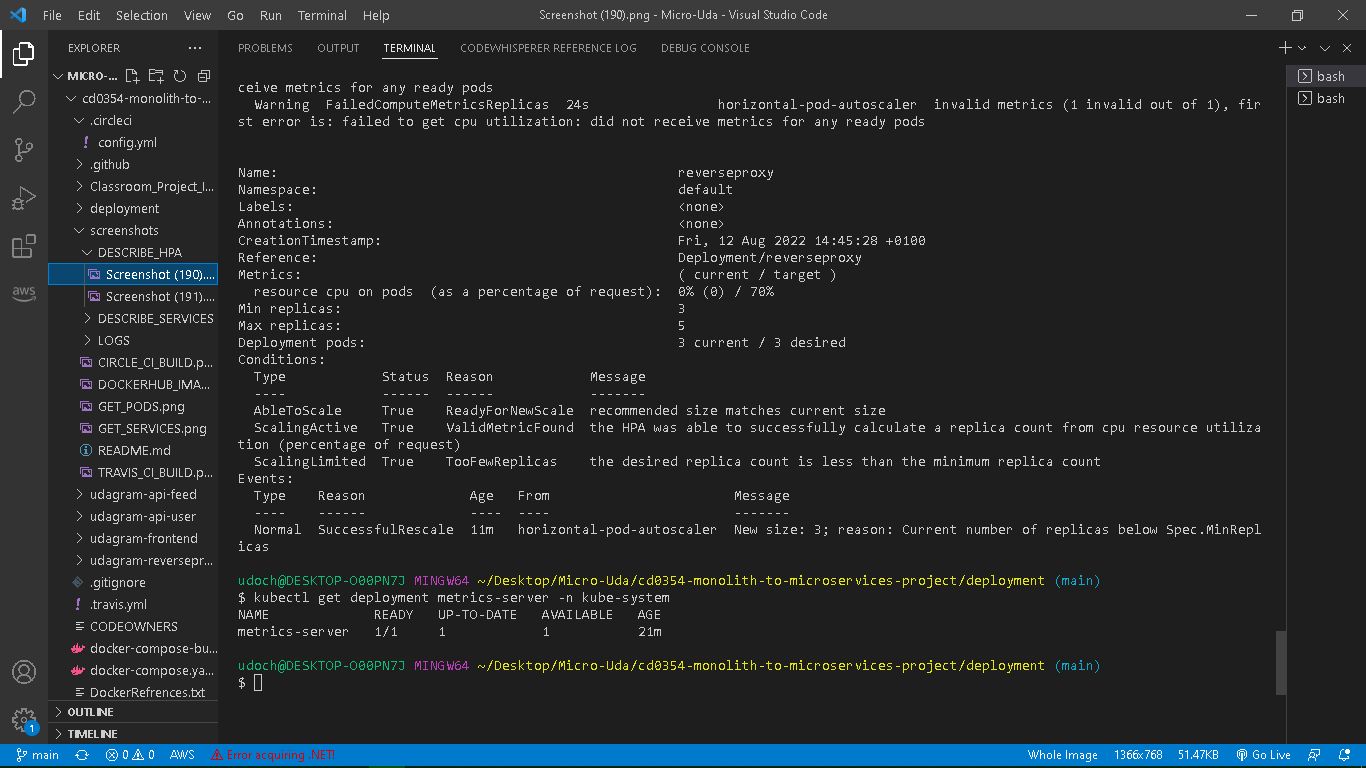 File Edit Selection View Go Run Terminal Help Screenshot (190).png - Micro-Uda - Visual Studio Code
EXPLORER ...
MICRO-...
cd0354-monolith-to-...
.circleci
! config.yml
.github
Classroom_Project_I...
deployment
screenshots
DESCRIBE_HPA
Screenshot (190)....
Screenshot (191)....
DESCRIBE_SERVICES
LOGS
CIRCLE_CI_BUILD.p...
DOCKERHUB_IMA...
GET_PODS.png
GET_SERVICES.png
README.md
TRAVIS_CI_BUILD.p...
udagram-api-feed
udagram-api-user
udagram-frontend
udagram-reversepr...
.gitignore
! .travis.yml
CODEOWNERS
docker-compose-bu...
docker-compose.ya...
DockerRefrences.txt
OUTLINE
TIMELINE
aws
1
PROBLEMS OUTPUT TERMINAL CODEWHISPERER REFERENCE LOG DEBUG CONSOLE
bash
bash
ceive metrics for any ready pods
Warning FailedComputeMetricsReplicas 24s horizontal-pod-autoscaler invalid metrics (1 invalid out of 1), fir
st error is: failed to get cpu utilization: did not receive metrics for any ready pods
Name: reverseproxy
Namespace: default
Labels: <none>
Annotations: <none>
CreationTimestamp: Fri, 12 Aug 2022 14:45:28 +0100
Reference: Deployment/reverseproxy
Metrics: ( current / target )
resource cpu on pods (as a percentage of request): 0% (0) / 70%
Min replicas: 3
Max replicas: 5
Deployment pods: 3 current / 3 desired
Conditions:
Type Status Reason Message
---- ------ ------ -------
AbleToScale True ReadyForNewScale recommended size matches current size
ScalingActive True ValidMetricFound the HPA was able to successfully calculate a replica count from cpu resource utiliza
tion (percentage of request)
ScalingLimited True TooFewReplicas the desired replica count is less than the minimum replica count
Events:
Type Reason Age From Message
---- ------ ---- ---- -------
Normal SuccessfulRescale 11m horizontal-pod-autoscaler New size: 3; reason: Current number of replicas below Spec.MinRepl
icas
udoch@DESKTOP-O00PN7J MINGW64 ~/Desktop/Micro-Uda/cd0354-monolith-to-microservices-project/deployment (main)
$ kubectl get deployment metrics-server -n kube-system
NAME READY UP-TO-DATE AVAILABLE AGE
metrics-server 1/1 1 1 21m
udoch@DESKTOP-O00PN7J MINGW64 ~/Desktop/Micro-Uda/cd0354-monolith-to-microservices-project/deployment (main)
$
main 0 0 AWS Error acquiring .NET! Whole Image 1366x768 51.47KB Go Live